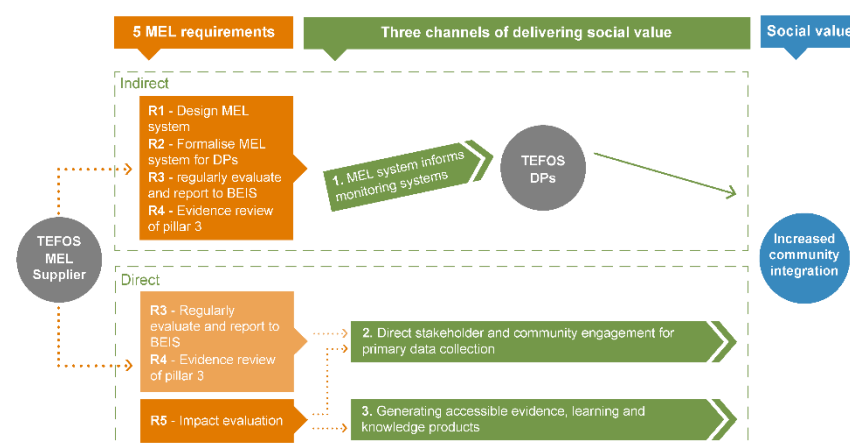 5 MEL requirements
Three channels of delivering social value
Social value
Indirect
R1 - Design MEL
system
R2 - Formalise MEL
system for DPs
R3 - regularly evaluate
and report to BEIS
R4 - Evidence review
of pillar 3
1. MEL system informs
monitoring systems
TEFOS
DPs
TEFOS
MEL
Supplier
Increased
community
integration
Direct
R3 - Regularly
evaluate and report to
BEIS
R4 - Evidence review
of pillar 3
2. Direct stakeholder and community engagement for
primary data collection
R5 - Impact evaluation
3. Generating accessible evidence, learning and
knowledge products